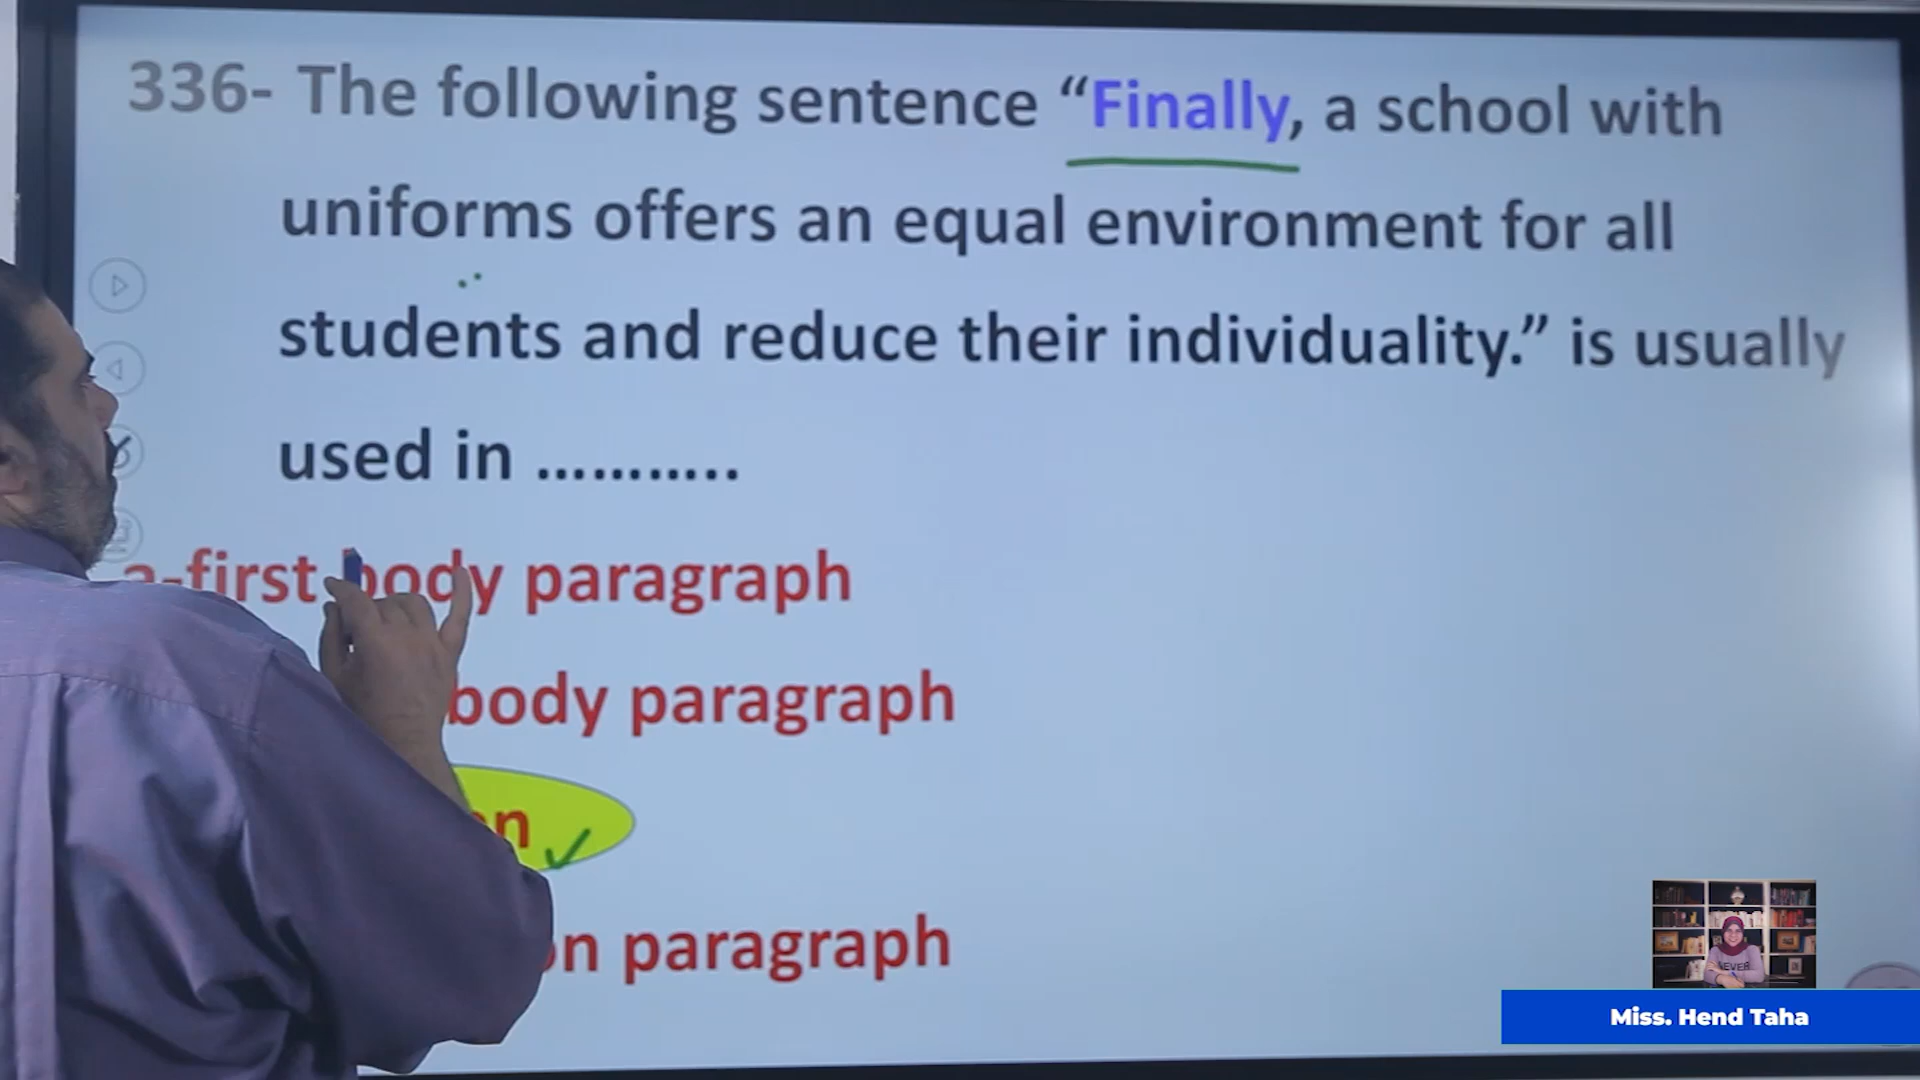 336- The following sentence “Finally, a school with
uniforms offers an equal environment for all
students and reduce their individuality.” is usually
used in ………..
a-first body paragraph
body paragraph
on paragraph
Miss. Hend Taha